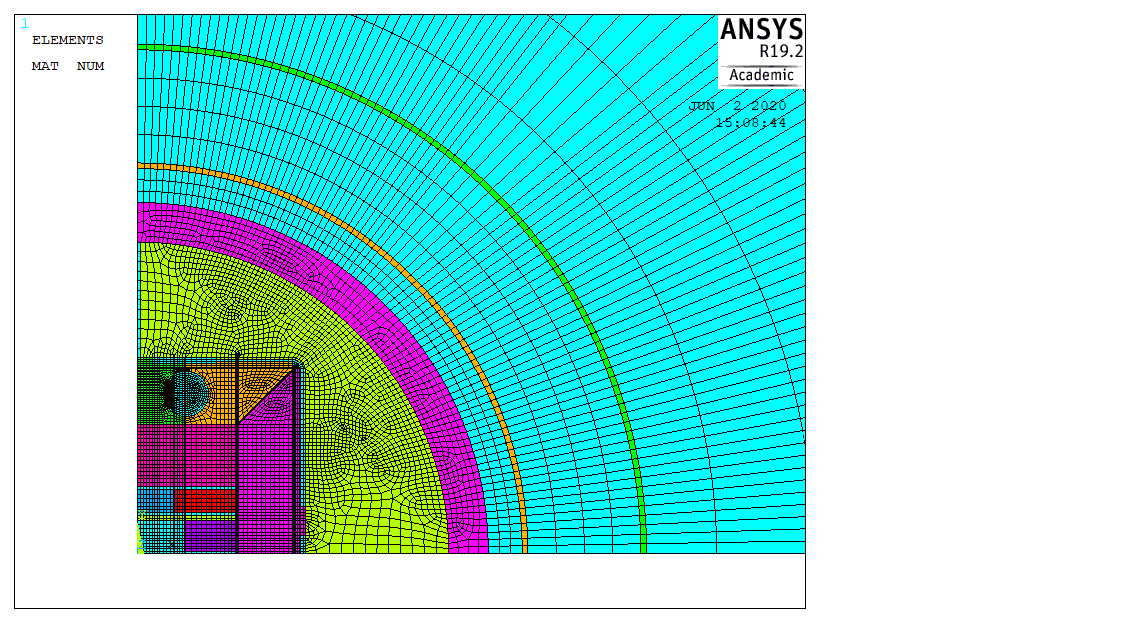 1
ELEMENTS
MAT NUM
ANSYS
R19.2
Academic
JUN 2 2020
15:08:44